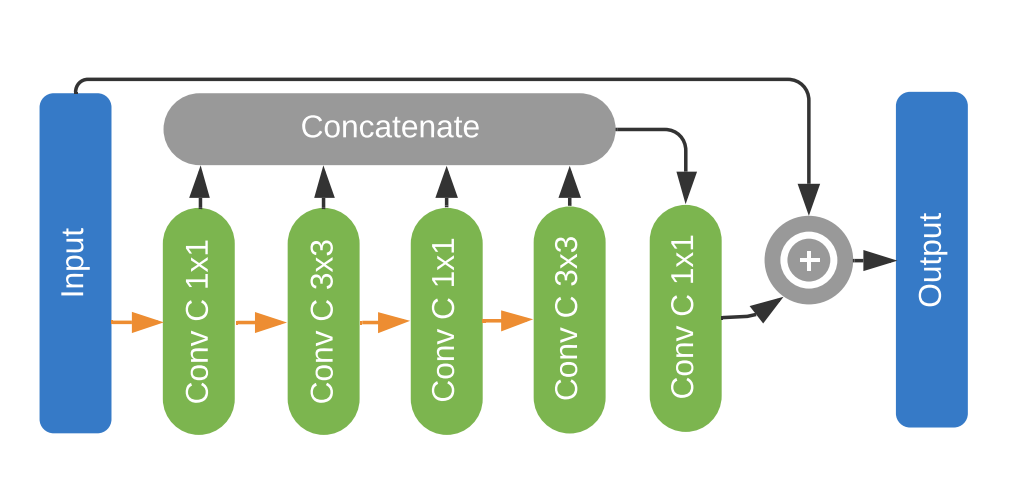 Concatenate
Input
Conv C 1x1
Conv C 3x3
Conv C 1x1
Conv C 3x3
Conv C 1x1
+
Output